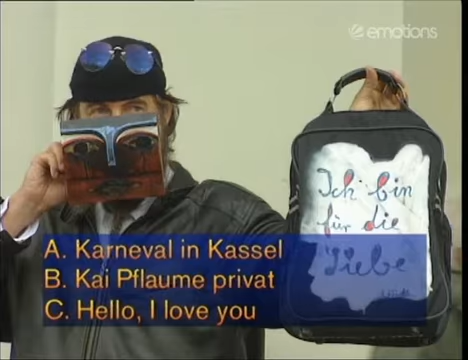 emotions
Ich bin
für die
Liebe
A. Karneval in Kassel
B. Kai Pflaume privat
C. Hello, I love you